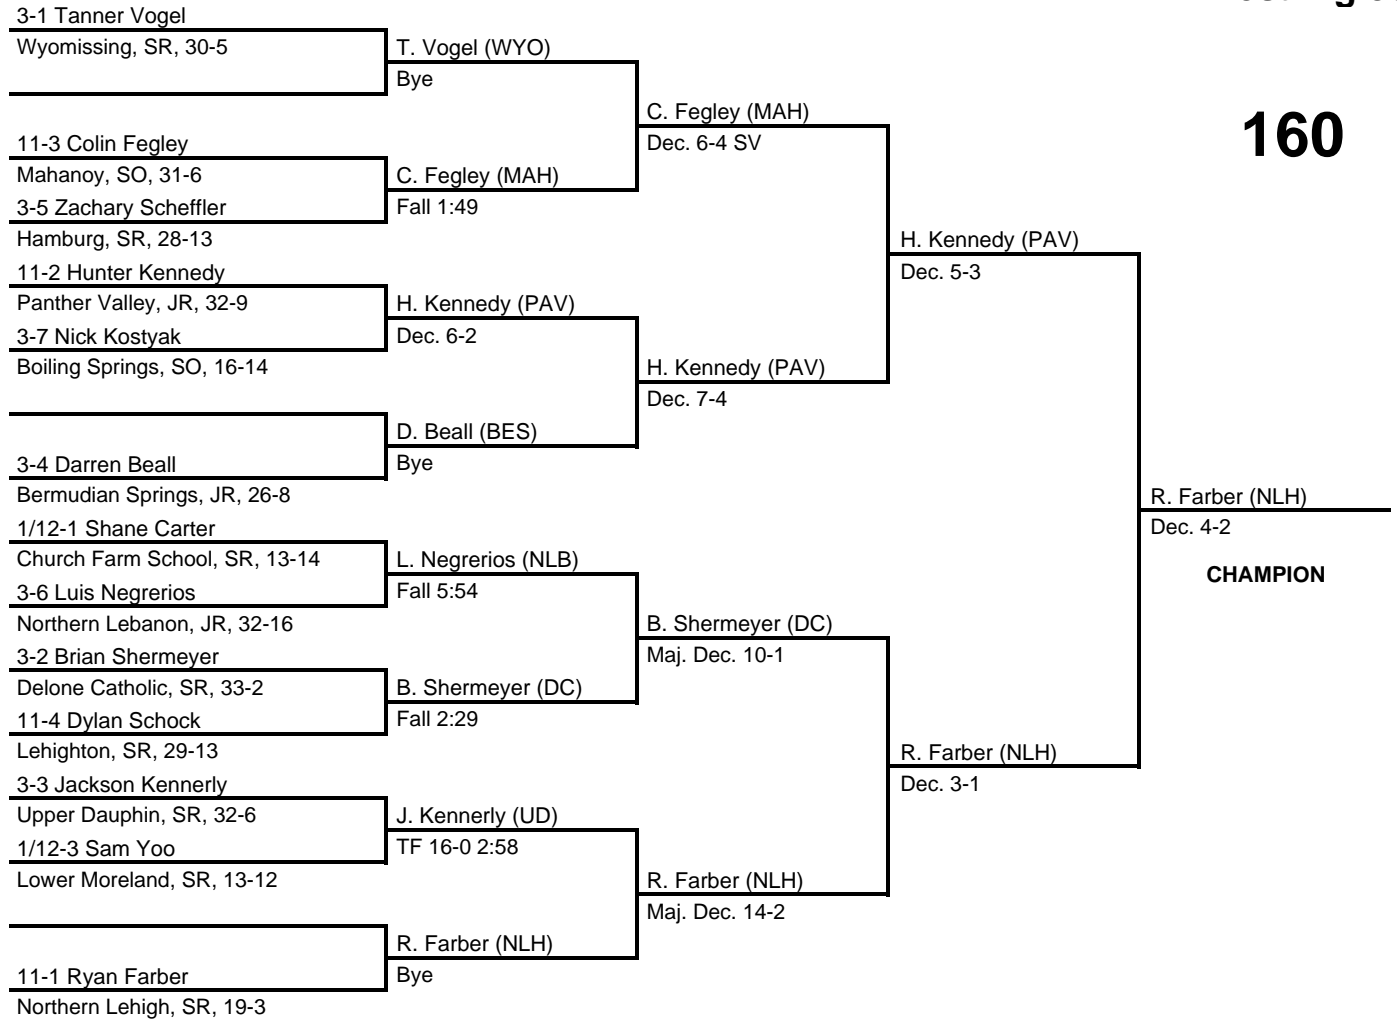 3-1 Tanner Vogel
Wyomissing, SR, 30-5
T. Vogel (WYO)
Bye
C. Fegley (MAH)
Dec. 6-4 SV
160
11-3 Colin Fegley
Mahanoy, SO, 31-6
C. Fegley (MAH)
3-5 Zachary Scheffler
Fall 1:49
Hamburg, SR, 28-13
H. Kennedy (PAV)
Dec. 5-3
11-2 Hunter Kennedy
Panther Valley, JR, 32-9
H. Kennedy (PAV)
3-7 Nick Kostyak
Dec. 6-2
Boiling Springs, SO, 16-14
H. Kennedy (PAV)
Dec. 7-4
D. Beall (BES)
3-4 Darren Beall
Bye
Bermudian Springs, JR, 26-8
R. Farber (NLH)
Dec. 4-2
CHAMPION
1/12-1 Shane Carter
Church Farm School, SR, 13-14
L. Negrerios (NLB)
3-6 Luis Negrerios
Fall 5:54
Northern Lebanon, JR, 32-16
B. Shermeyer (DC)
Maj. Dec. 10-1
3-2 Brian Shermeyer
Delone Catholic, SR, 33-2
B. Shermeyer (DC)
11-4 Dylan Schock
Fall 2:29
Lehighton, SR, 29-13
R. Farber (NLH)
Dec. 3-1
3-3 Jackson Kennerly
Upper Dauphin, SR, 32-6
J. Kennerly (UD)
1/12-3 Sam Yoo
TF 16-0 2:58
Lower Moreland, SR, 13-12
R. Farber (NLH)
Maj. Dec. 14-2
R. Farber (NLH)
11-1 Ryan Farber
Bye
Northern Lehigh, SR, 19-3